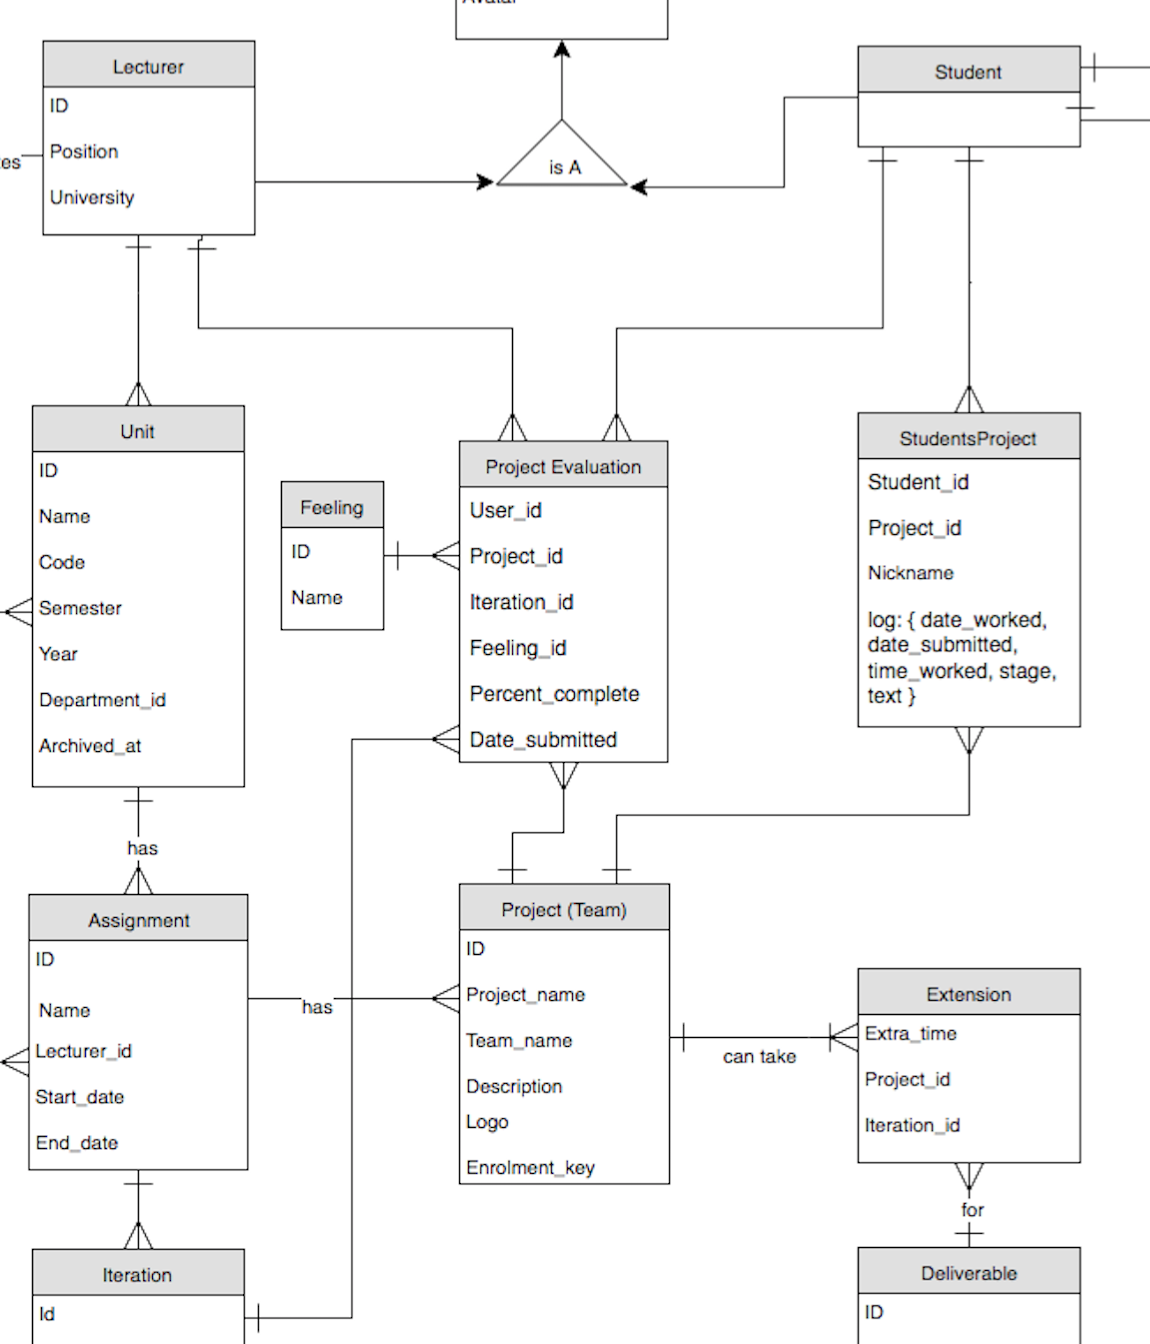 Avatar
Lecturer
ID
Position
University
es
is A
Student
Unit
ID
Name
Code
Semester
Year
Department_id
Archived_at
has
Feeling
ID
Name
Project Evaluation
User_id
Project_id
Iteration_id
Feeling_id
Percent_complete
Date_submitted
StudentsProject
Student_id
Project_id
Nickname
log: { date_worked,
date_submitted,
time_worked, stage,
text }
Assignment
ID
Name
Lecturer_id
Start_date
End_date
has
Project (Team)
ID
Project_name
Team_name
Description
Logo
Enrolment_key
can take
Extension
Extra_time
Project_id
Iteration_id
for
Iteration
Id
Deliverable
ID